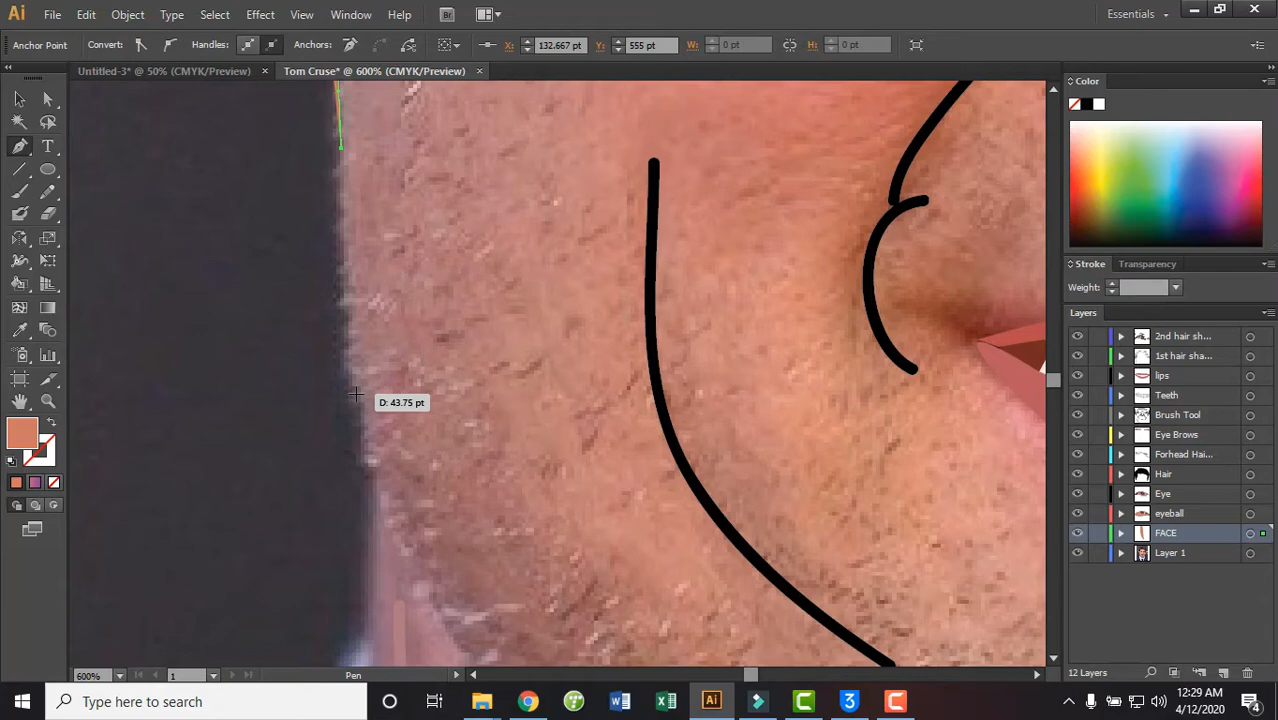 Ai File Edit Object Type Select Effect View Window Help Br Essentials
Anchor Point Convert: Handles: Anchors: X: 132.667 pt Y: 555 pt W: 0 pt H: 0 pt
Untitled-3* @ 50% (CMYK/Preview) × Tom Cruse* @ 600% (CMYK/Preview) ×
Color
Stroke Transparency
Weight:
Layers
2nd hair sh...
1st hair sha...
lips
Teeth
D: 43.75 pt
Brush Tool
Eye Brows
Forhead Hai...
Hair
Eye
eyeball
FACE
Layer 1
600% 1 Pen 12 Layers
Type here to search
12:29 AM
4/12/2020
4